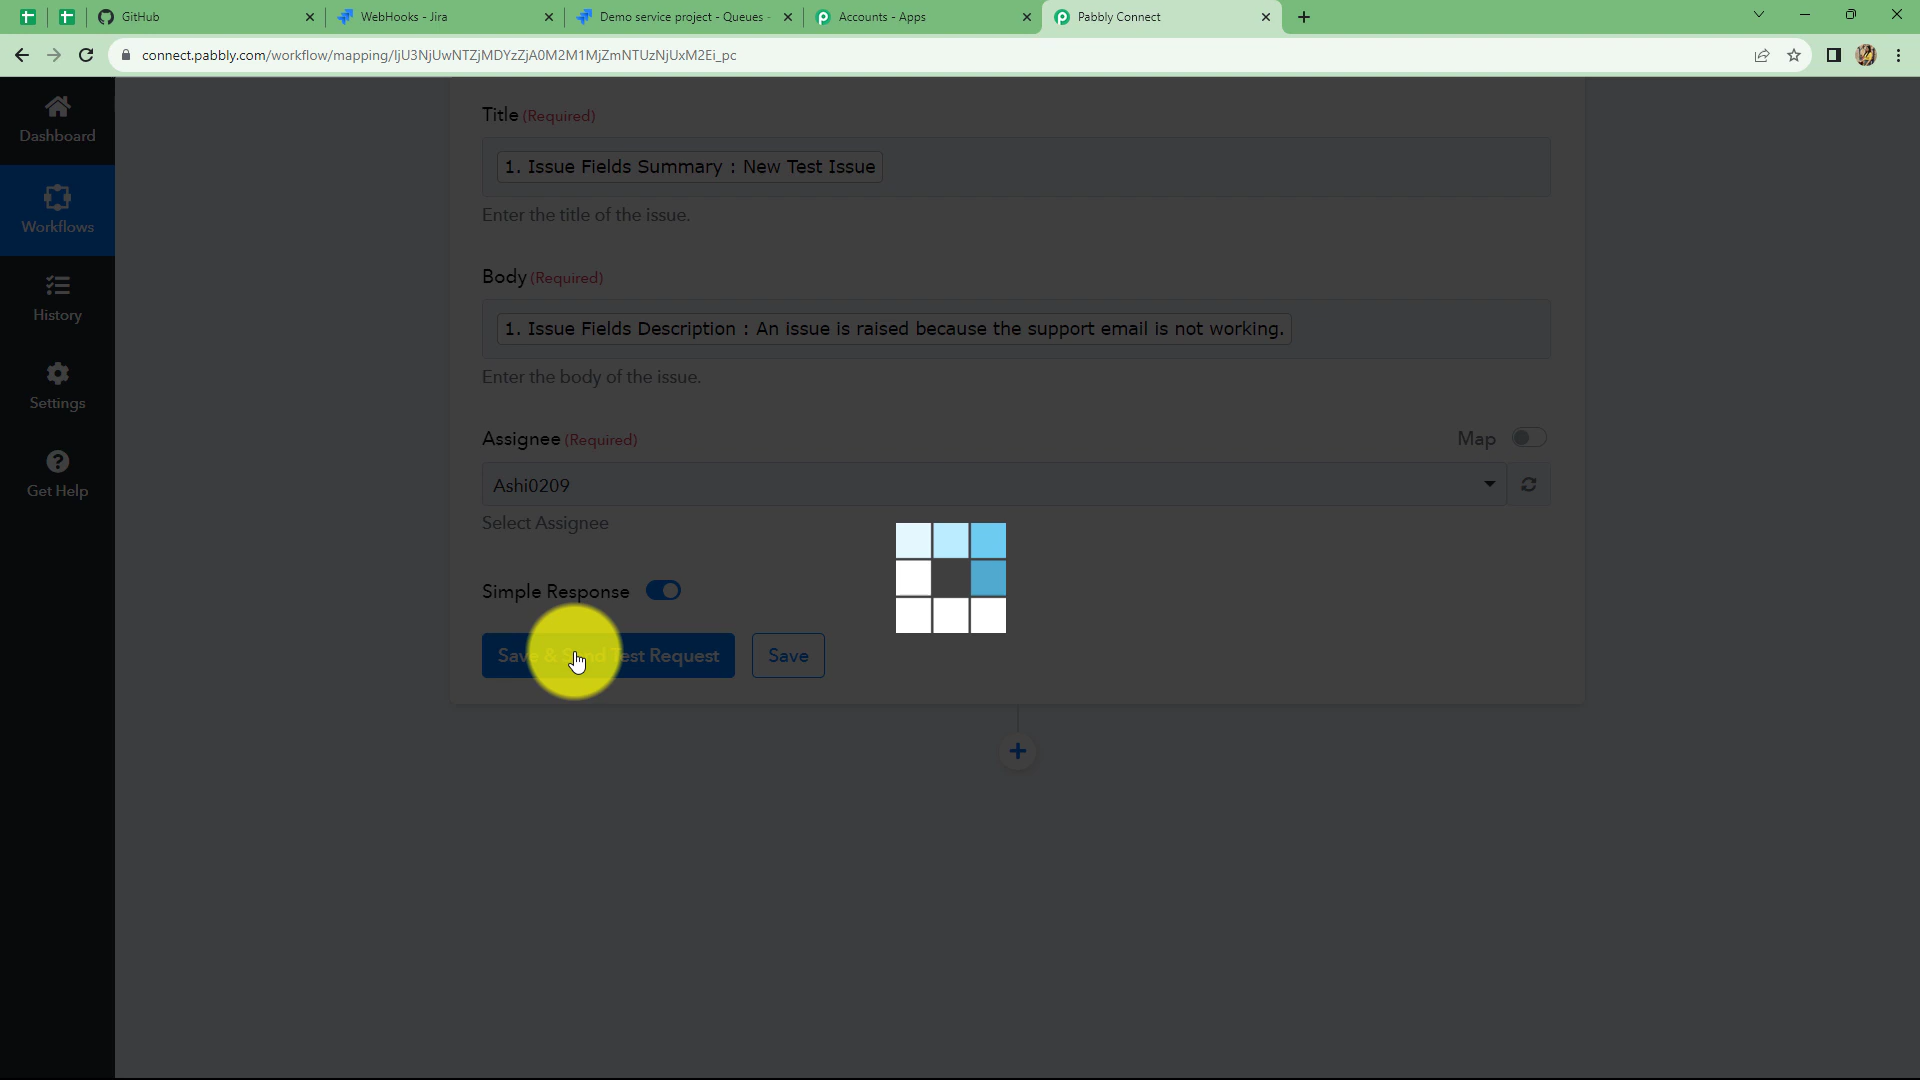 GitHub
WebHooks - Jira
Demo service project - Queues -
Accounts - Apps
Pabbly Connect
connect.pabbly.com/workflow/mapping/IjU3NjUwNTZjMDYzZjA0M2M1MjZmNTUzNjUxM2Ei_pc
Dashboard
Workflows
History
Settings
Get Help
Title (Required)
1. Issue Fields Summary : New Test Issue
Enter the title of the issue.
Body (Required)
1. Issue Fields Description : An issue is raised because the support email is not working.
Enter the body of the issue.
Assignee (Required)
Map
Ashi0209
Select Assignee
Simple Response
Save & Send Test Request
Save